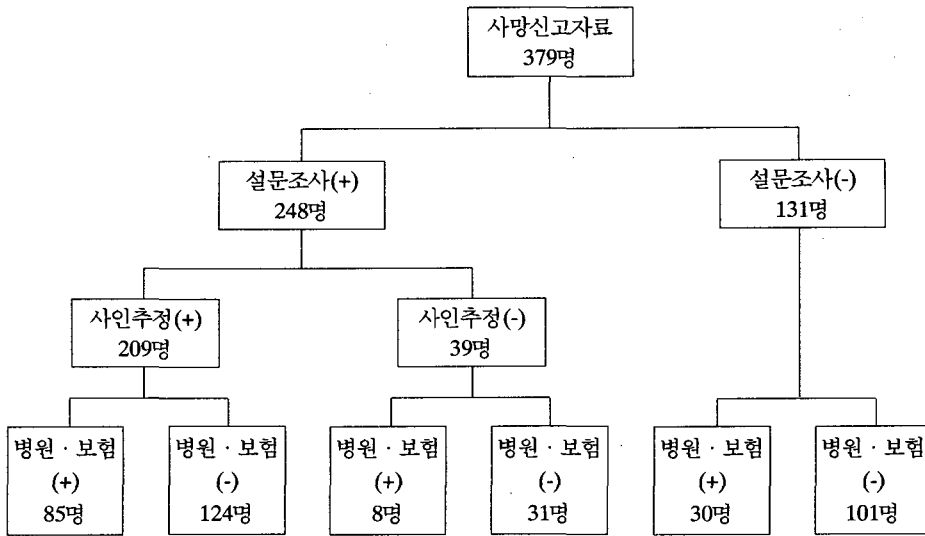 사망신고자료
379명
설문조사(+)
248명
설문조사(-)
131명
사인추정(+)
209명
사인추정(-)
39명
병원 · 보험
(+)
85명
병원 · 보험
(-)
124명
병원 · 보험
(+)
8명
병원 · 보험
(-)
31명
병원 · 보험
(+)
30명
병원 · 보험
(-)
101명